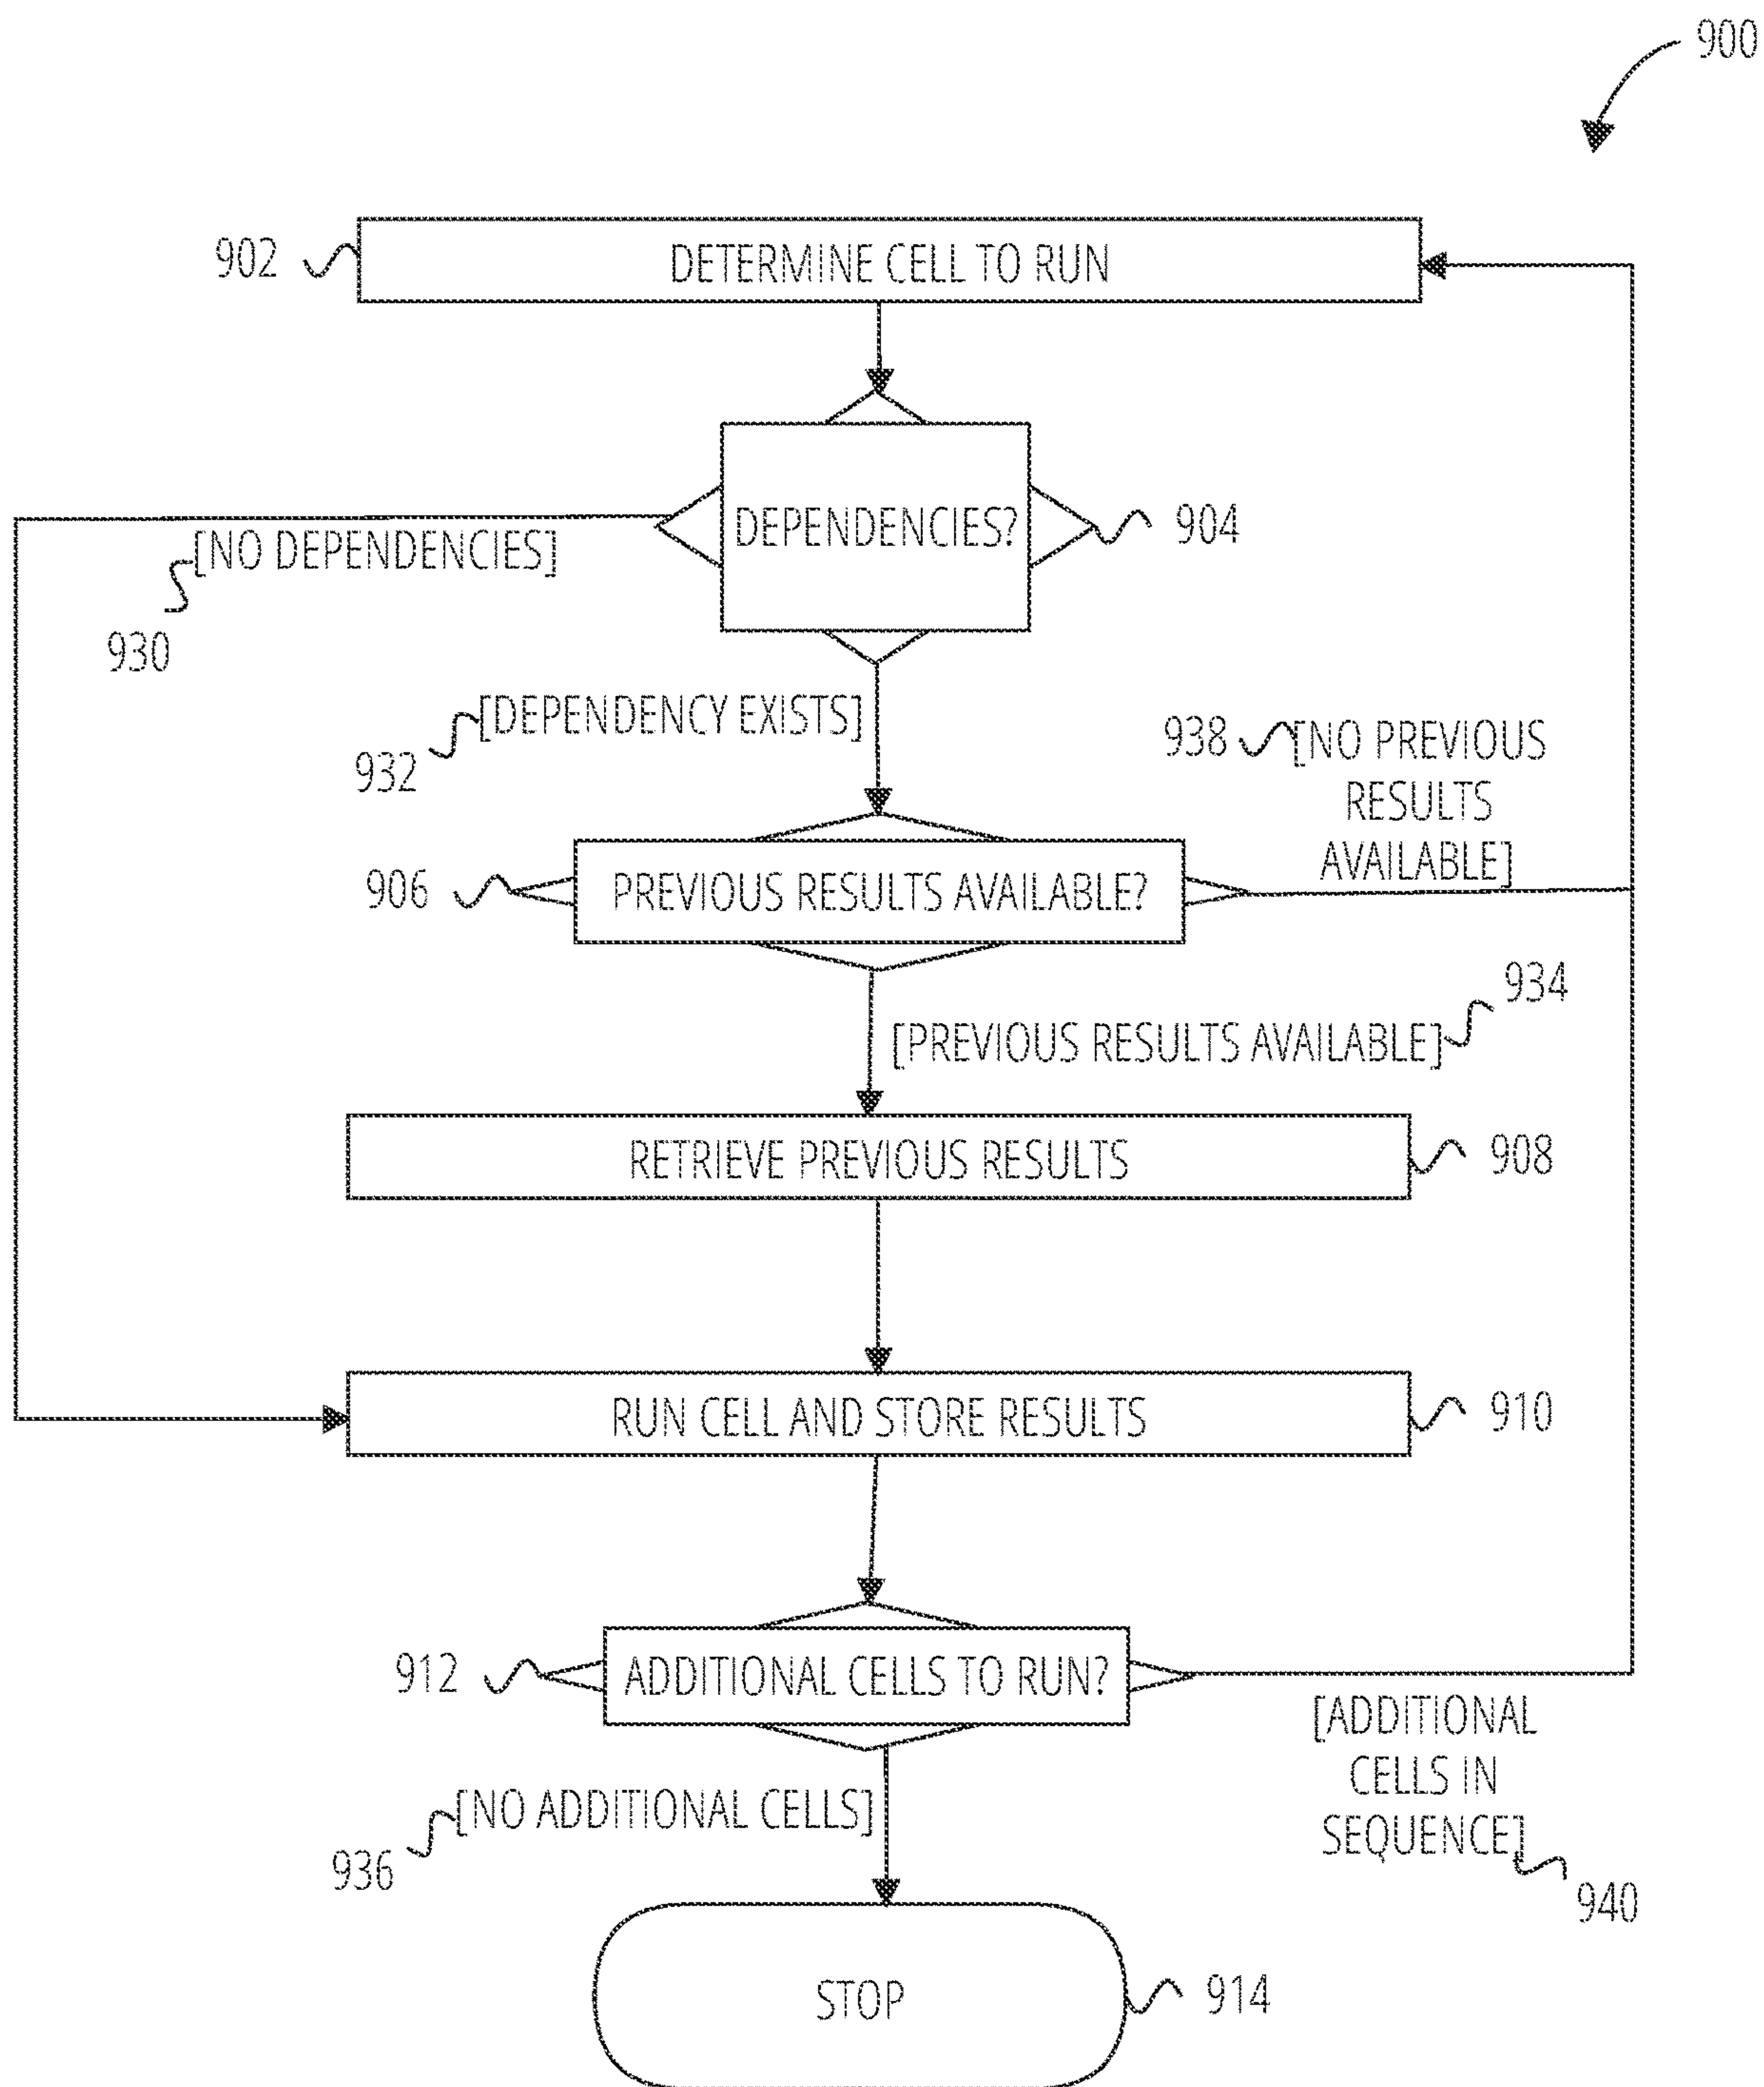 900
902
DETERMINE CELL TO RUN
DEPENDENCIES?
904
[NO DEPENDENCIES]
930
[DEPENDENCY EXISTS]
932
938
[NO PREVIOUS
RESULTS
AVAILABLE]
906
PREVIOUS RESULTS AVAILABLE?
934
[PREVIOUS RESULTS AVAILABLE]
RETRIEVE PREVIOUS RESULTS
908
RUN CELL AND STORE RESULTS
910
912
ADDITIONAL CELLS TO RUN?
[ADDITIONAL
CELLS IN
SEQUENCE]
940
[NO ADDITIONAL CELLS]
936
STOP
914